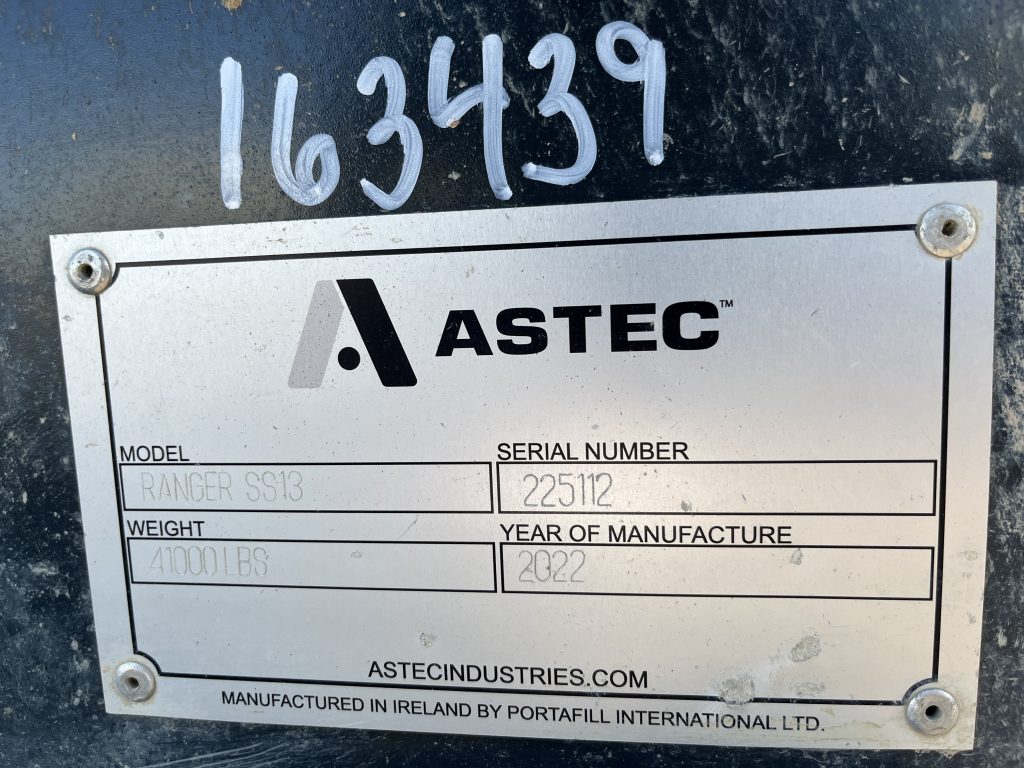 163439
ASTEC™
MODEL
RANGER SS13
SERIAL NUMBER
225112
WEIGHT
41000LBS
YEAR OF MANUFACTURE
2022
ASTECINDUSTRIES.COM
MANUFACTURED IN IRELAND BY PORTAFILL INTERNATIONAL LTD.